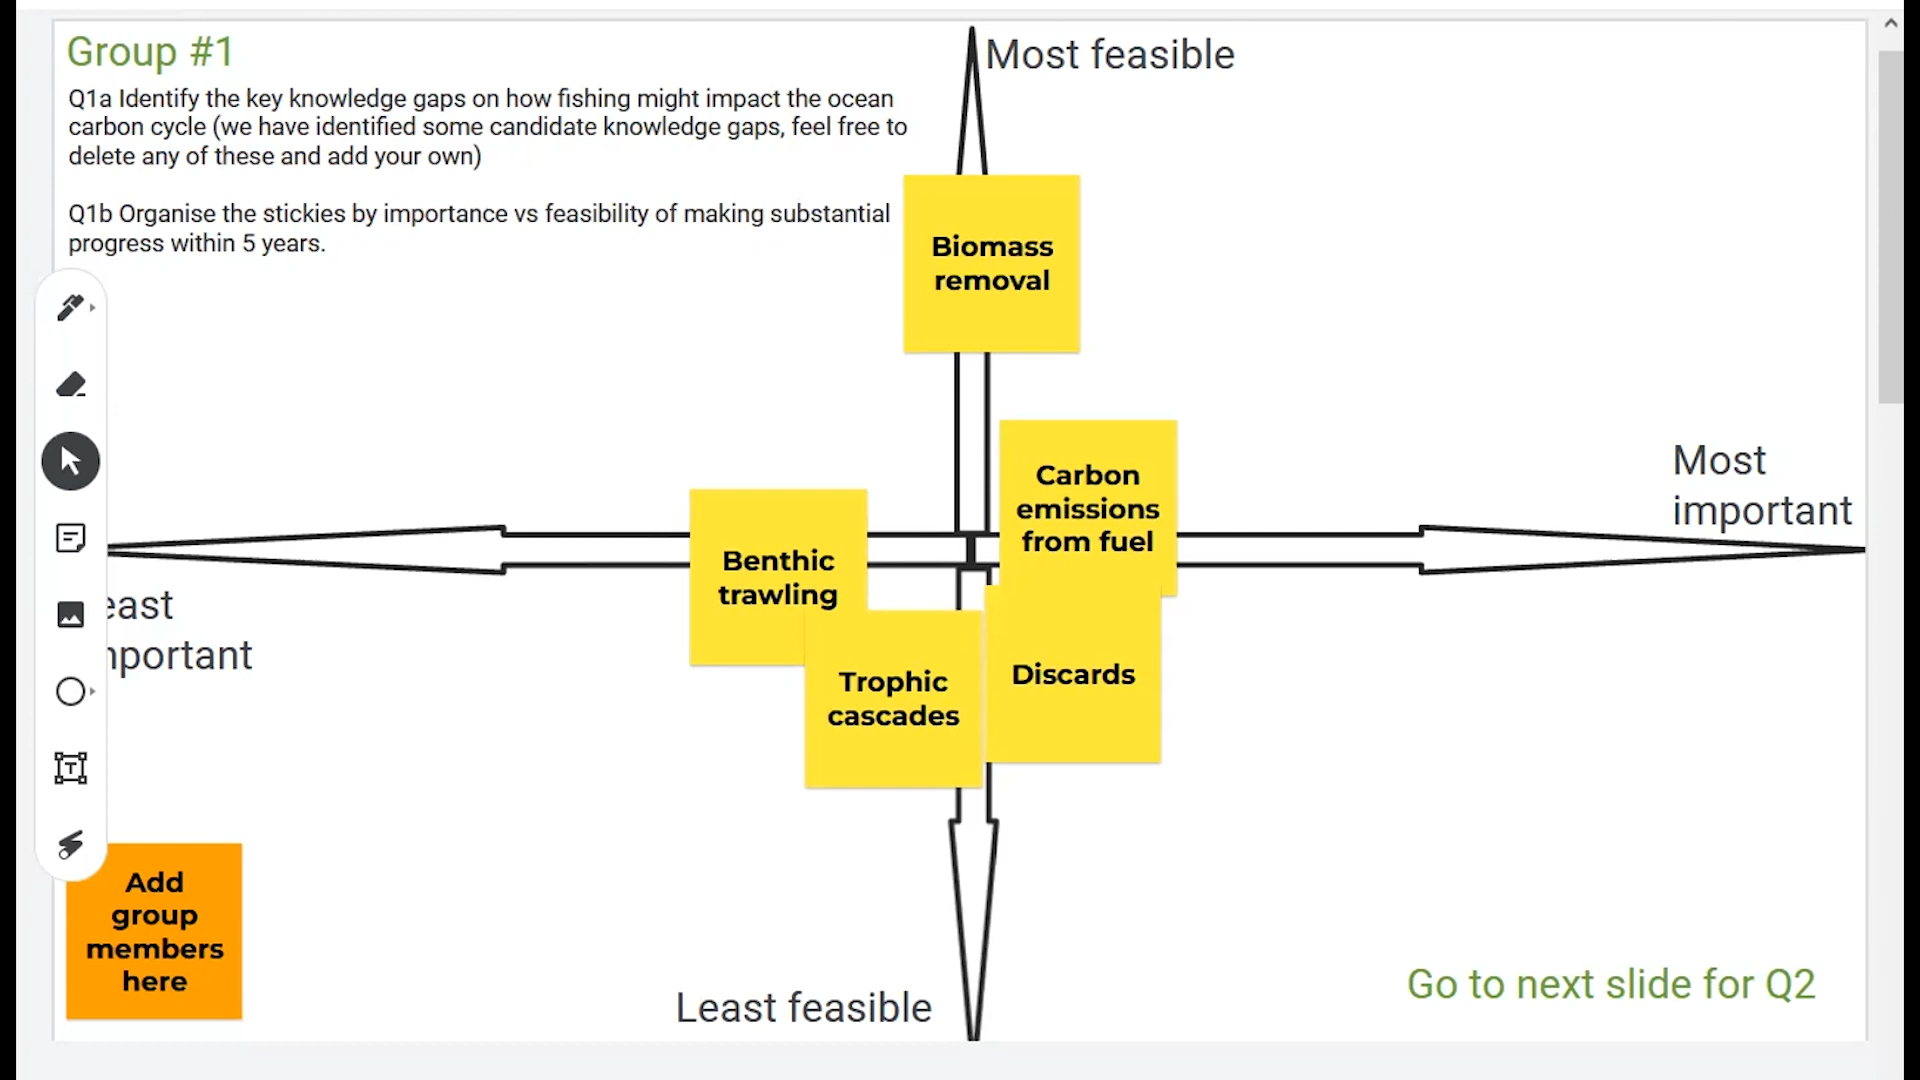 Group #1
Q1a Identify the key knowledge gaps on how fishing might impact the ocean
carbon cycle (we have identified some candidate knowledge gaps, feel free to
delete any of these and add your own)
Q1b Organise the stickies by importance vs feasibility of making substantial
progress within 5 years.
Most feasible
Biomass
removal
Most
important
Carbon
emissions
from fuel
Benthic
trawling
east
portant
Trophic
cascades
Discards
Add
group
members
here
Least feasible
Go to next slide for Q2